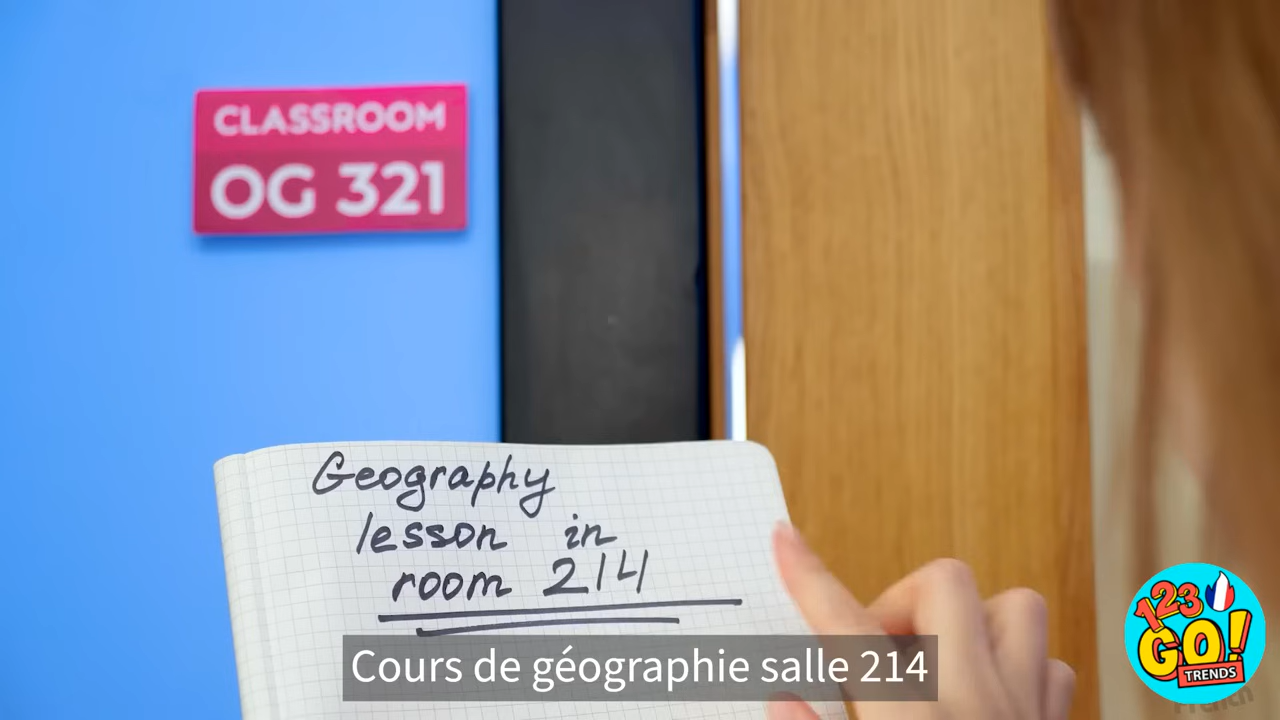 CLASSROOM
OG 321
Geography
lesson in
room 214
Cours de géographie salle 214
123
GO!
TRENDS